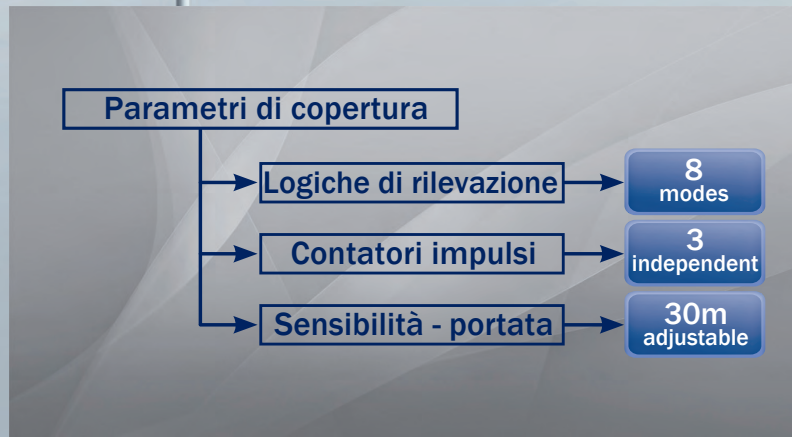 Parametri di copertura
Logiche di rilevazione
8
modes
Contatori impulsi
3
independent
Sensibilità - portata
30m
adjustable